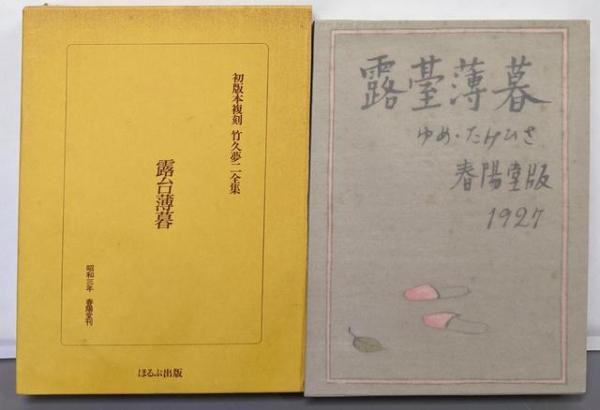 初版本複刻 竹久夢二全集
露台薄暮
昭和三年 春陽堂刊
ほるぷ出版
露臺薄暮
ゆめ・たけひさ
春陽堂版
1927